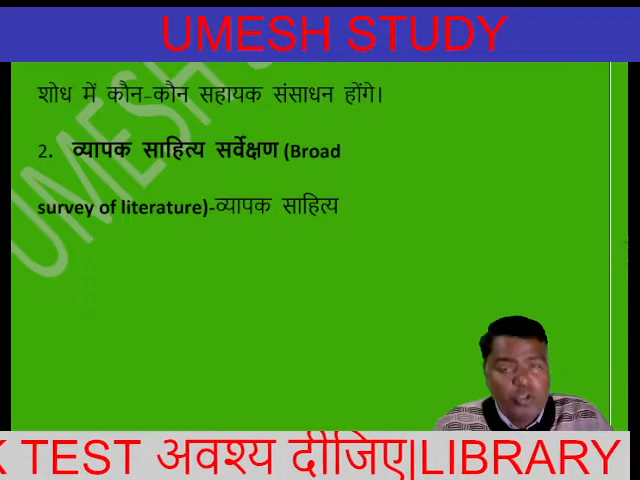 UMESH STUDY
शोध में कौन-कौन सहायक संसाधन होंगे।
2. व्यापक साहित्य सर्वेक्षण (Broad
survey of literature)-व्यापक साहित्य
K TEST अवश्य दीजिए|LIBRARY